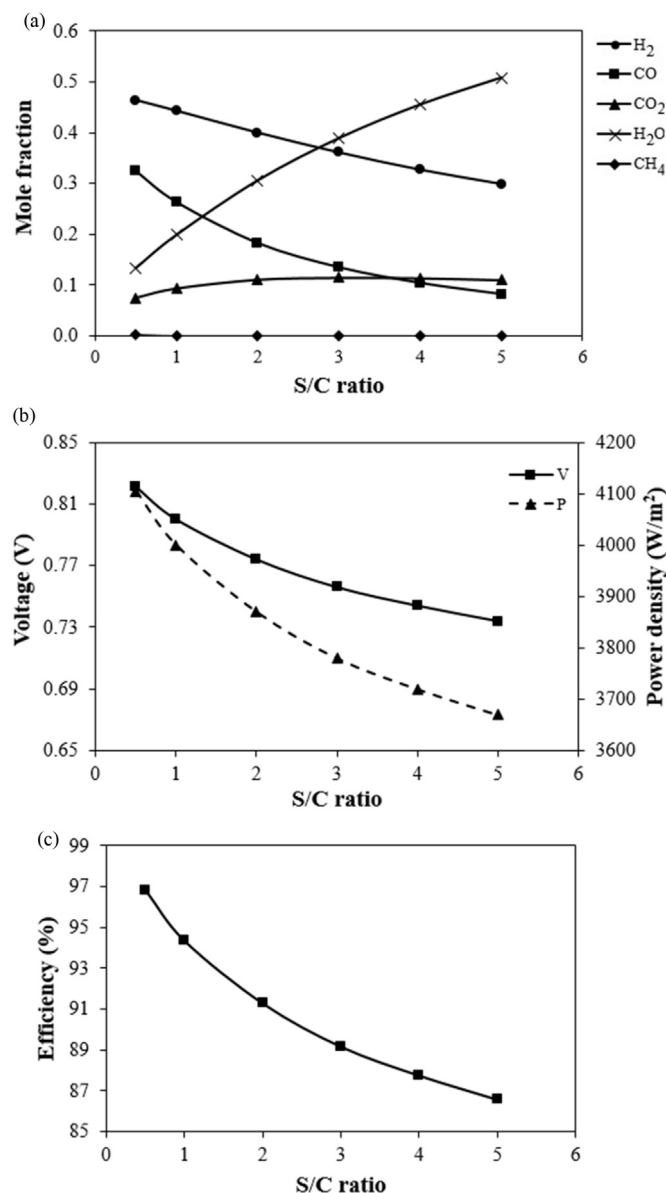 (a)
0.6
0.5
0.4
0.3
0.2
0.1
0.0
Mole fraction
0 1 2 3 4 5 6
S/C ratio
H₂
CO
CO₂
H₂O
CH₄
(b)
0.85
0.81
0.77
0.73
0.69
0.65
Voltage (V)
V
P
4200
4100
4000
3900
3800
3700
3600
Power density (W/m²)
0 1 2 3 4 5 6
S/C ratio
(c)
99
97
95
93
91
89
87
85
Efficiency (%)
0 1 2 3 4 5 6
S/C ratio